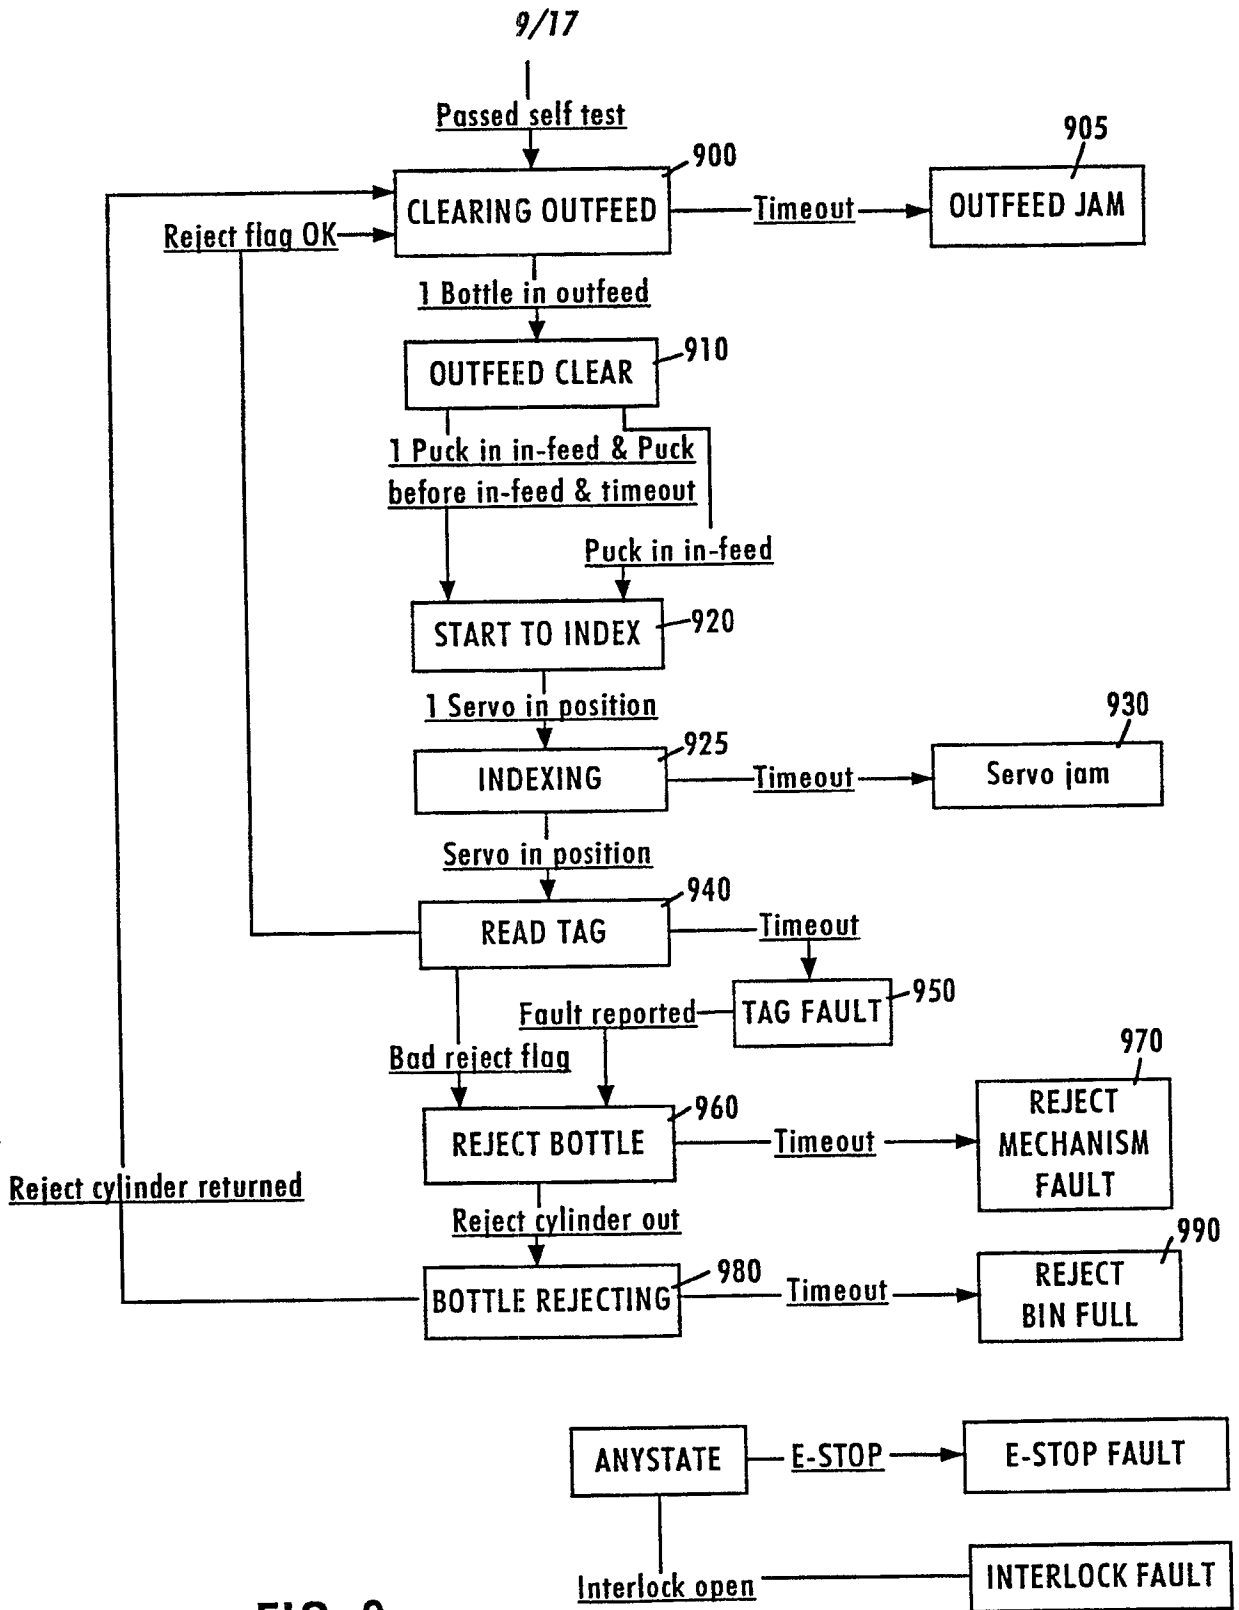 9/17
Passed self test
900
905
CLEARING OUTFEED
Timeout
OUTFEED JAM
Reject flag OK
1 Bottle in outfeed
910
OUTFEED CLEAR
1 Puck in in-feed & Puck
before in-feed & timeout
Puck in in-feed
920
START TO INDEX
1 Servo in position
925
930
INDEXING
Timeout
Servo jam
Servo in position
940
READ TAG
Timeout
950
TAG FAULT
Fault reported
Bad reject flag
960
970
REJECT BOTTLE
Timeout
REJECT
MECHANISM
FAULT
Reject cylinder returned
Reject cylinder out
980
990
BOTTLE REJECTING
Timeout
REJECT
BIN FULL
ANYSTATE
E-STOP
E-STOP FAULT
Interlock open
INTERLOCK FAULT